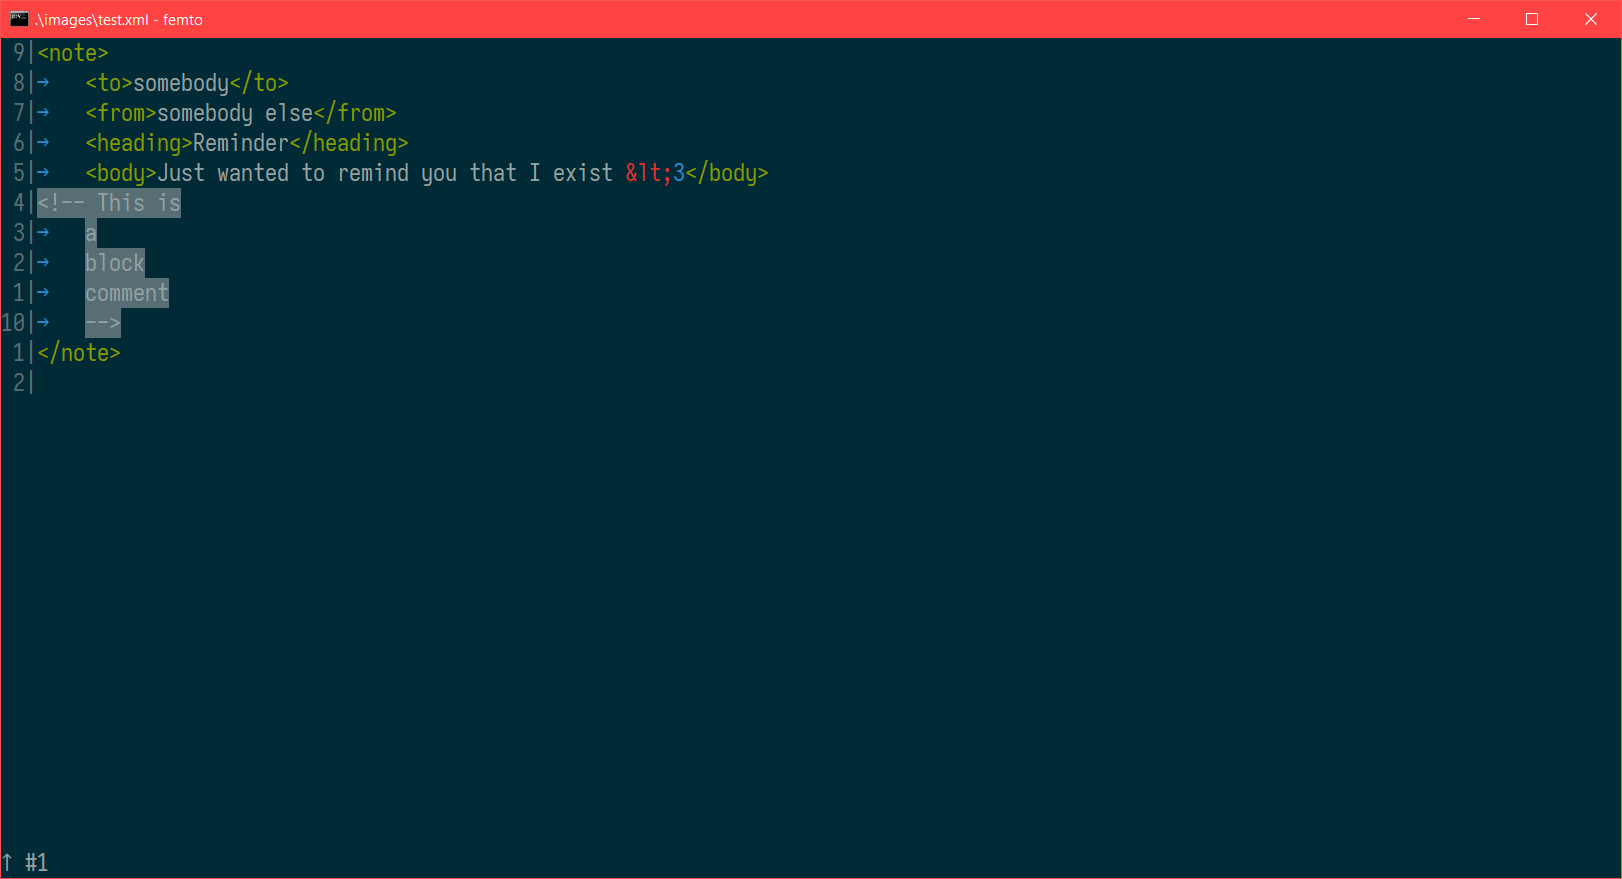 .\images\test.xml - femto
9|<note>
8|→   <to>somebody</to>
7|→   <from>somebody else</from>
6|→   <heading>Reminder</heading>
5|→   <body>Just wanted to remind you that I exist &lt;3</body>
4|<!-- This is
3|→   a
2|→   block
1|→   comment
10|→   -->
1|</note>
2|
↑ #1